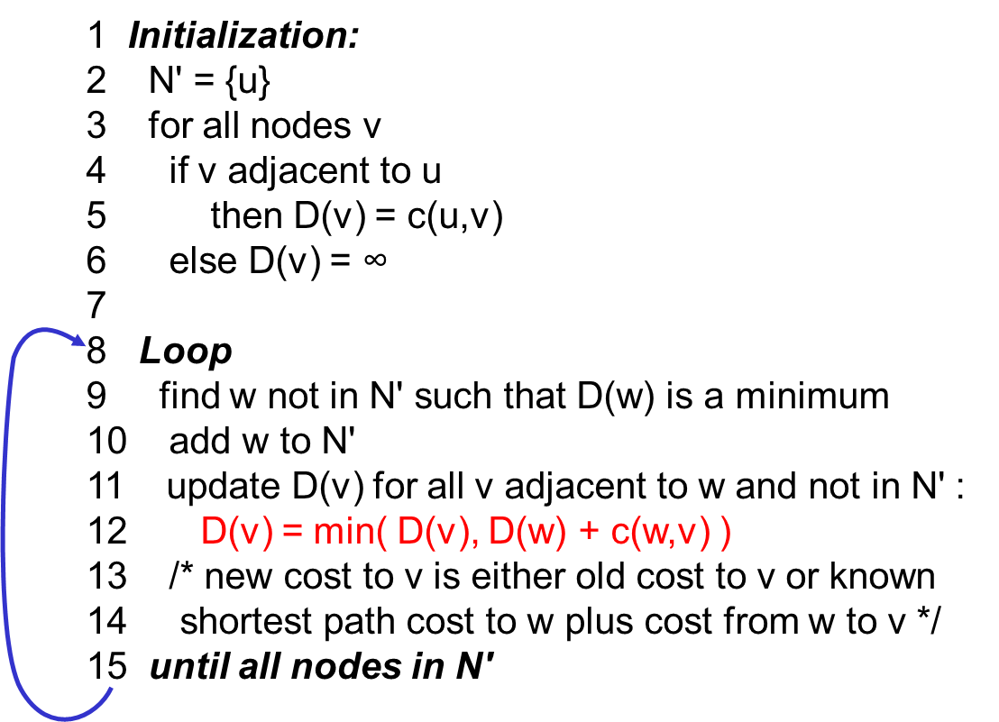 1 Initialization:
2 N' = {u}
3 for all nodes v
4 if v adjacent to u
5 then D(v) = c(u,v)
6 else D(v) = ∞
7
8 Loop
9 find w not in N' such that D(w) is a minimum
10 add w to N'
11 update D(v) for all v adjacent to w and not in N' :
12 D(v) = min( D(v), D(w) + c(w,v) )
13 /* new cost to v is either old cost to v or known
14 shortest path cost to w plus cost from w to v */
15 until all nodes in N'